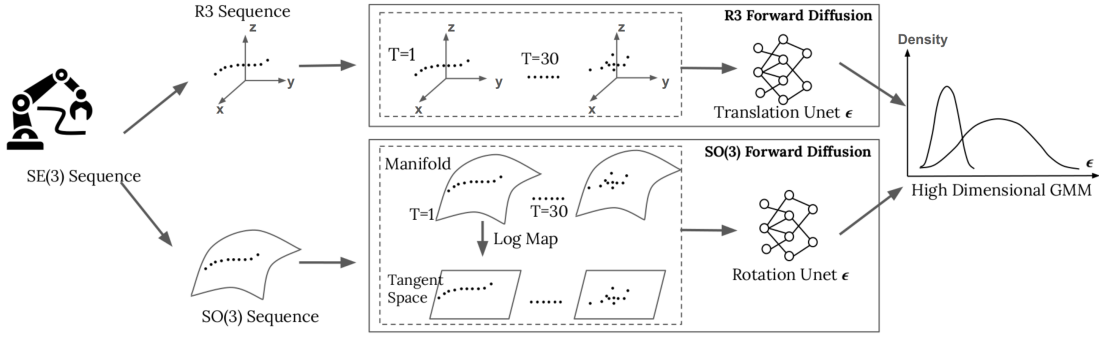 R3 Sequence
z
y
x
SE(3) Sequence
SO(3) Sequence
R3 Forward Diffusion
T=1
z
y
x
T=30
......
z
y
x
Translation Unet ϵ
SO(3) Forward Diffusion
Manifold
T=1
......
T=30
Log Map
Tangent
Space
......
Rotation Unet ϵ
Density
ϵ
High Dimensional GMM